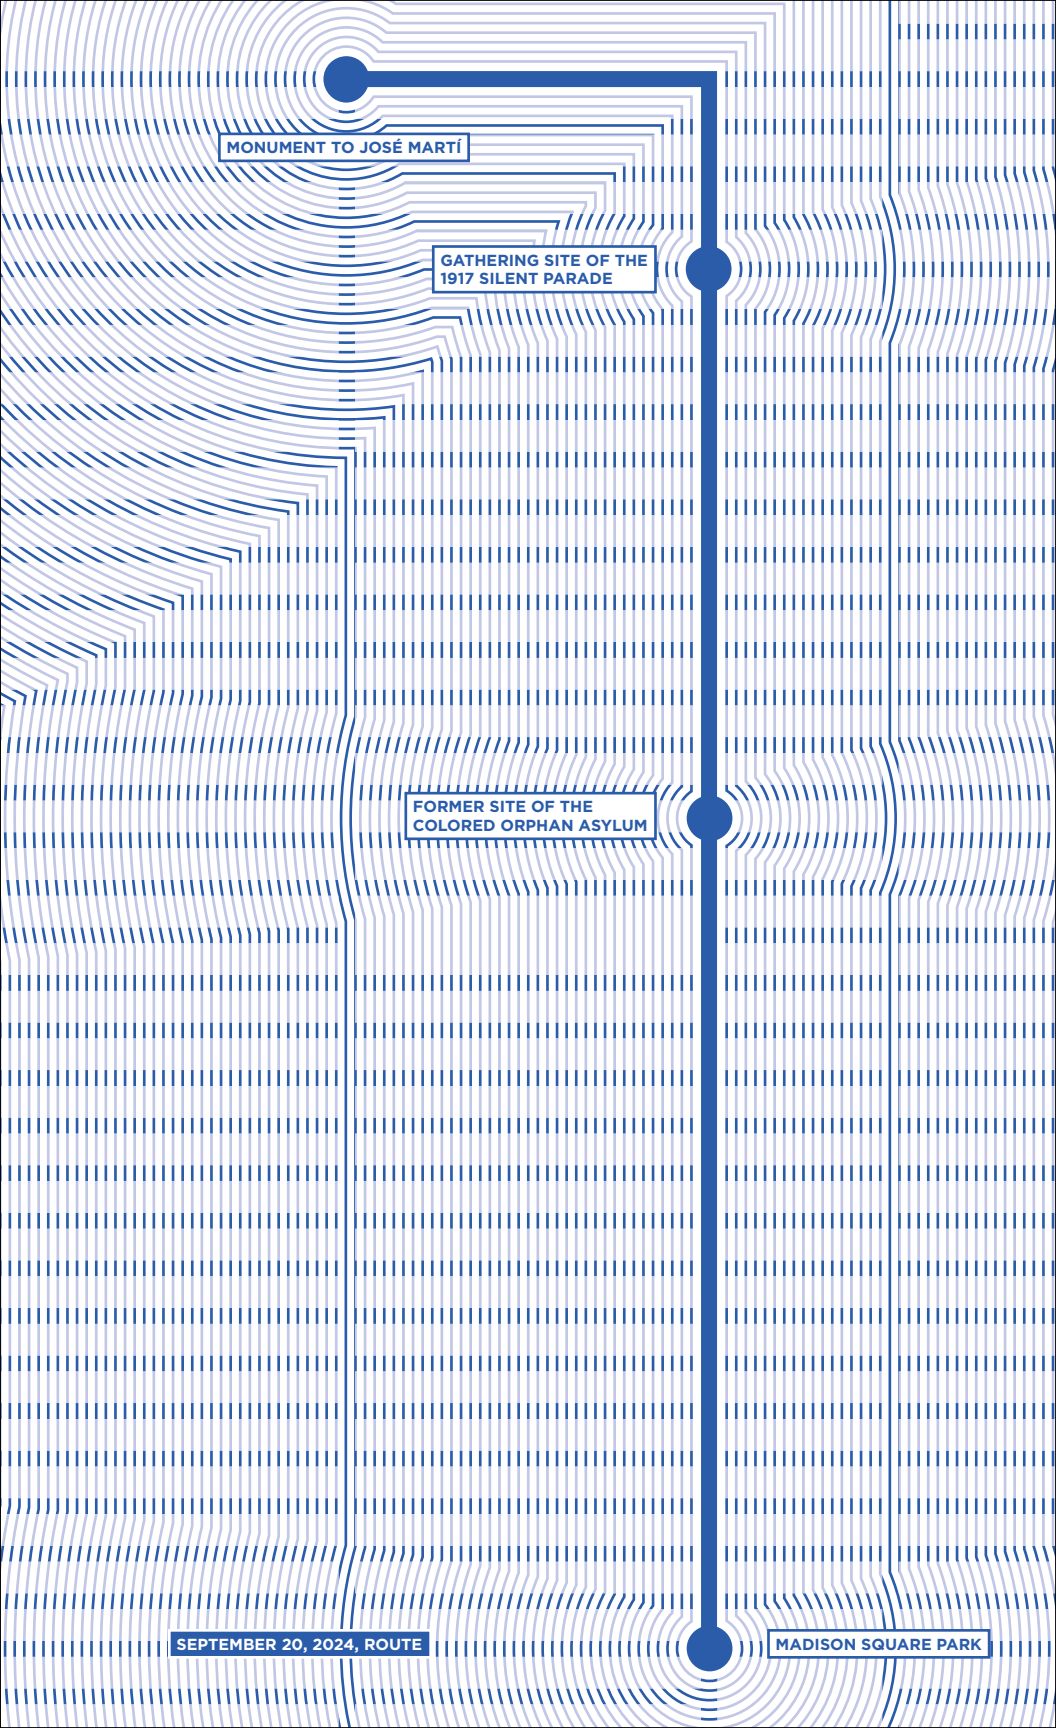 MONUMENT TO JOSÉ MARTÍ
GATHERING SITE OF THE
1917 SILENT PARADE
FORMER SITE OF THE
COLORED ORPHAN ASYLUM
SEPTEMBER 20, 2024, ROUTE
MADISON SQUARE PARK